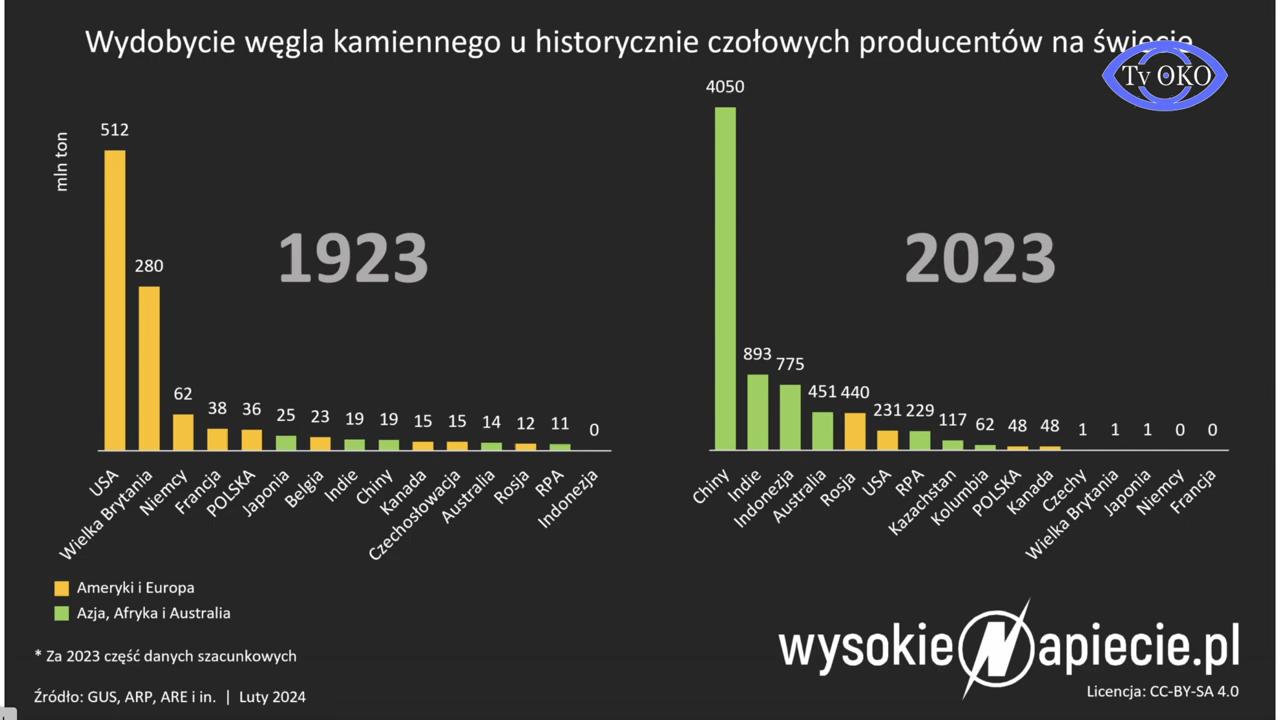 Wydobycie węgla kamiennego u historycznie czołowych producentów na świecie
Tv OKO
mln ton
1923
512
280
62
38
36
25
23
19
19
15
15
14
12
11
0
USA
Wielka Brytania
Niemcy
Francja
POLSKA
Japonia
Belgia
Indie
Chiny
Kanada
Czechosłowacja
Australia
Rosja
RPA
Indonezja
2023
4050
893
775
451
440
231
229
117
62
48
48
1
1
1
0
0
Chiny
Indie
Indonezja
Australia
Rosja
USA
RPA
Kazachstan
Kolumbia
POLSKA
Kanada
Czechy
Wielka Brytania
Japonia
Niemcy
Francja
Ameryki i Europa
Azja, Afryka i Australia
* Za 2023 część danych szacunkowych
Źródło: GUS, ARP, ARE i in. | Luty 2024
wysokieNapiecie.pl
Licencja: CC-BY-SA 4.0